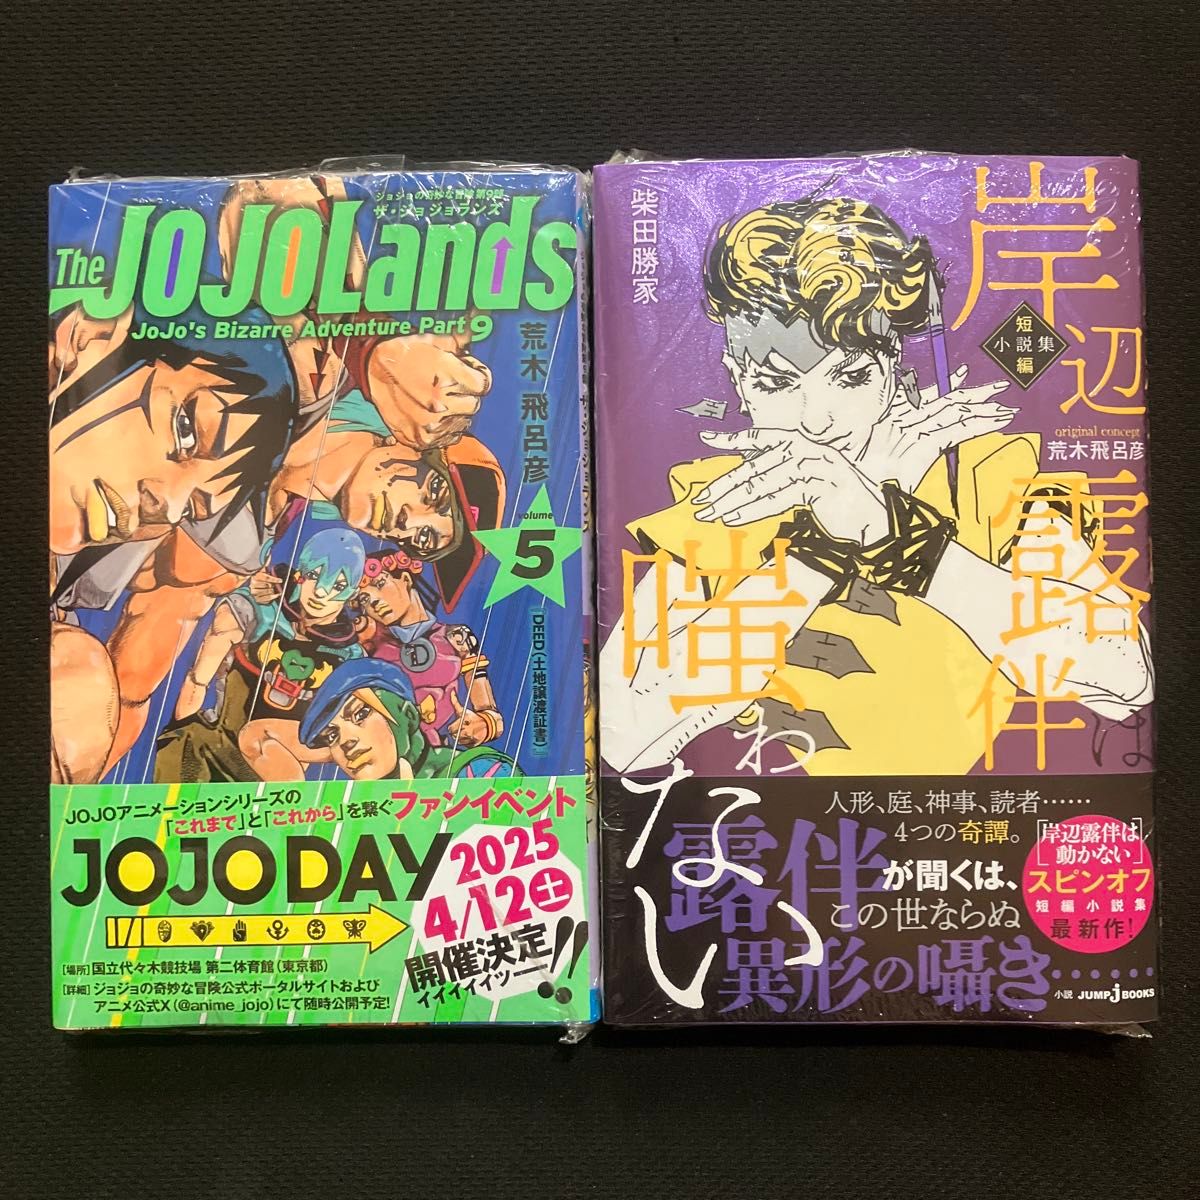 ジョジョの奇妙な冒険 第9部
ザ・ジョジョランズ
The JOJOLands
JoJo's Bizarre Adventure Part 9
荒木飛呂彦
volume
5
『DEED(土地譲渡証書)』
JOJOアニメーションシリーズの
「これまで」と「これから」を繋ぐファンイベント
JOJODAY
2025
4/12(土)
開催決定!!
ィィィィィッ――
[場所] 国立代々木競技場 第二体育館(東京都)
[詳細] ジョジョの奇妙な冒険公式ポータルサイトおよび
アニメ公式X(@anime_jojo)にて随時公開予定!
柴田勝家
岸辺露伴は
嗤わない
短編
小説集
original concept
荒木飛呂彦
人形、庭、神事、読者……
4つの奇譚。
露伴が聞くは、
この世ならぬ
異形の囁き……
[岸辺露伴は
動かない]
スピンオフ
短編小説集
最新作!
小説 JUMP j BOOKS